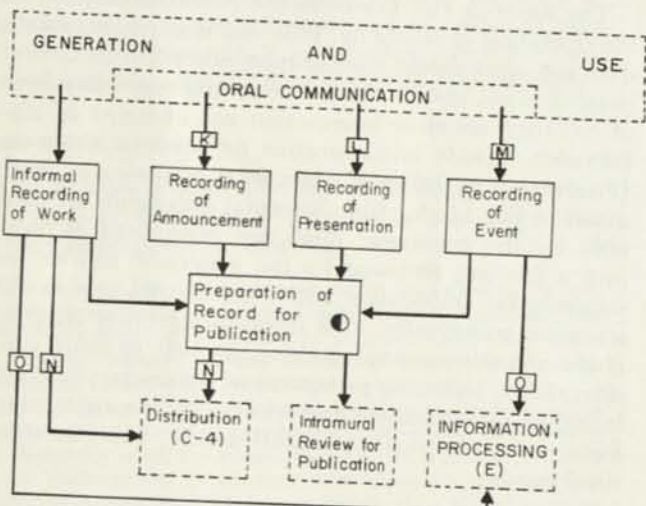 GENERATION AND USE
ORAL COMMUNICATION
K
L
M
Informal
Recording
of Work
Recording
of
Announcement
Recording
of
Presentation
Recording
of
Event
Preparation of
Record for
Publication
O
N
N
O
Distribution
(C-4)
Intramural
Review for
Publication
INFORMATION
PROCESSING
(E)